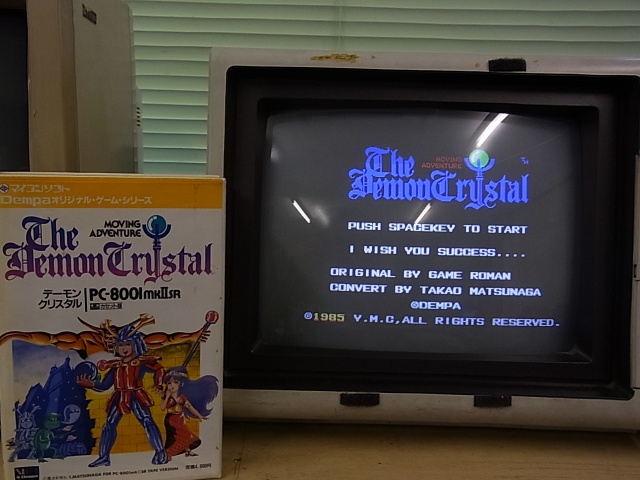 マイコンソフト
Dempaオリジナル・ゲーム・シリーズ
MOVING
ADVENTURE
The
Demon Crystal
デーモン
クリスタル
PC-8001mkIISR
MOVING
ADVENTURE
The
Demon Crystal
PUSH SPACEKEY TO START
I WISH YOU SUCCESS....
ORIGINAL BY GAME ROMAN
CONVERT BY TAKAO MATSUNAGA
©DEMPA
©1985 Y.M.C,ALL RIGHTS RESERVED.